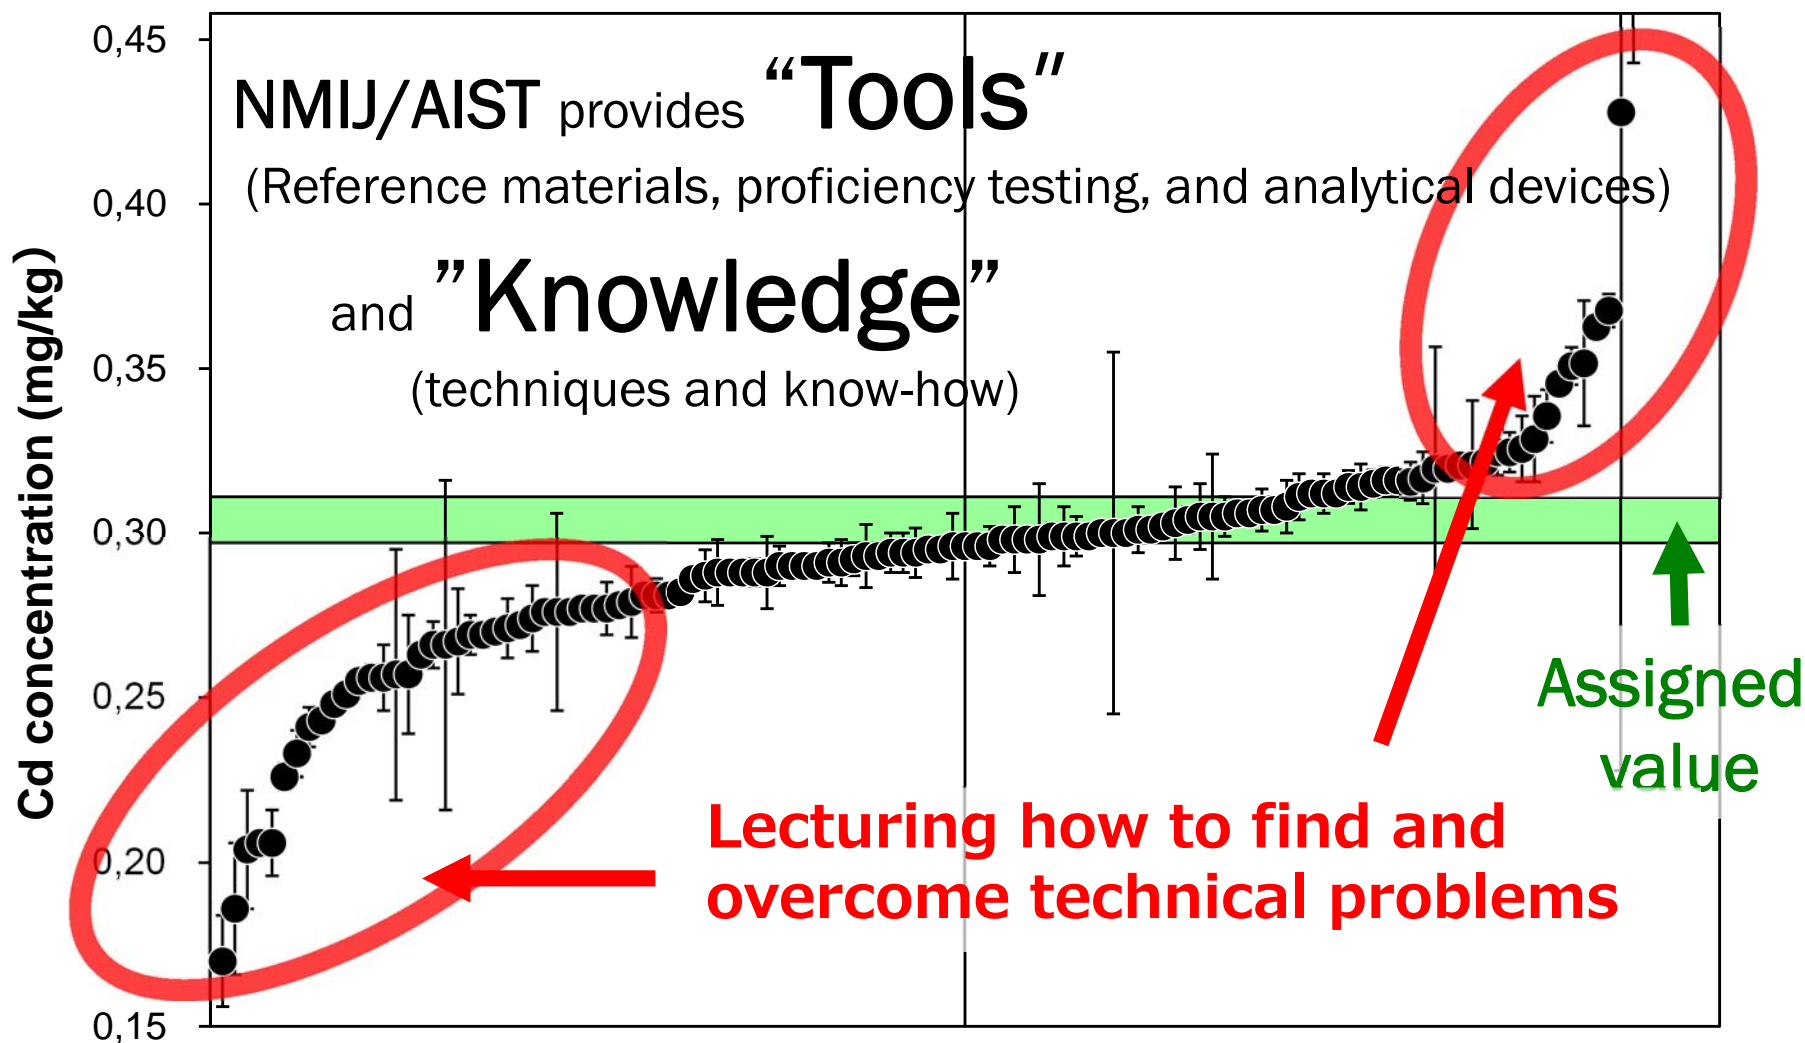 0,45
NMIJ/AIST provides “Tools”
(Reference materials, proficiency testing, and analytical devices)
0,40
and ”Knowledge”
(techniques and know-how)
0,35
Cd concentration (mg/kg)
0,30
0,25
Assigned
value
0,20
Lecturing how to find and
overcome technical problems
0,15